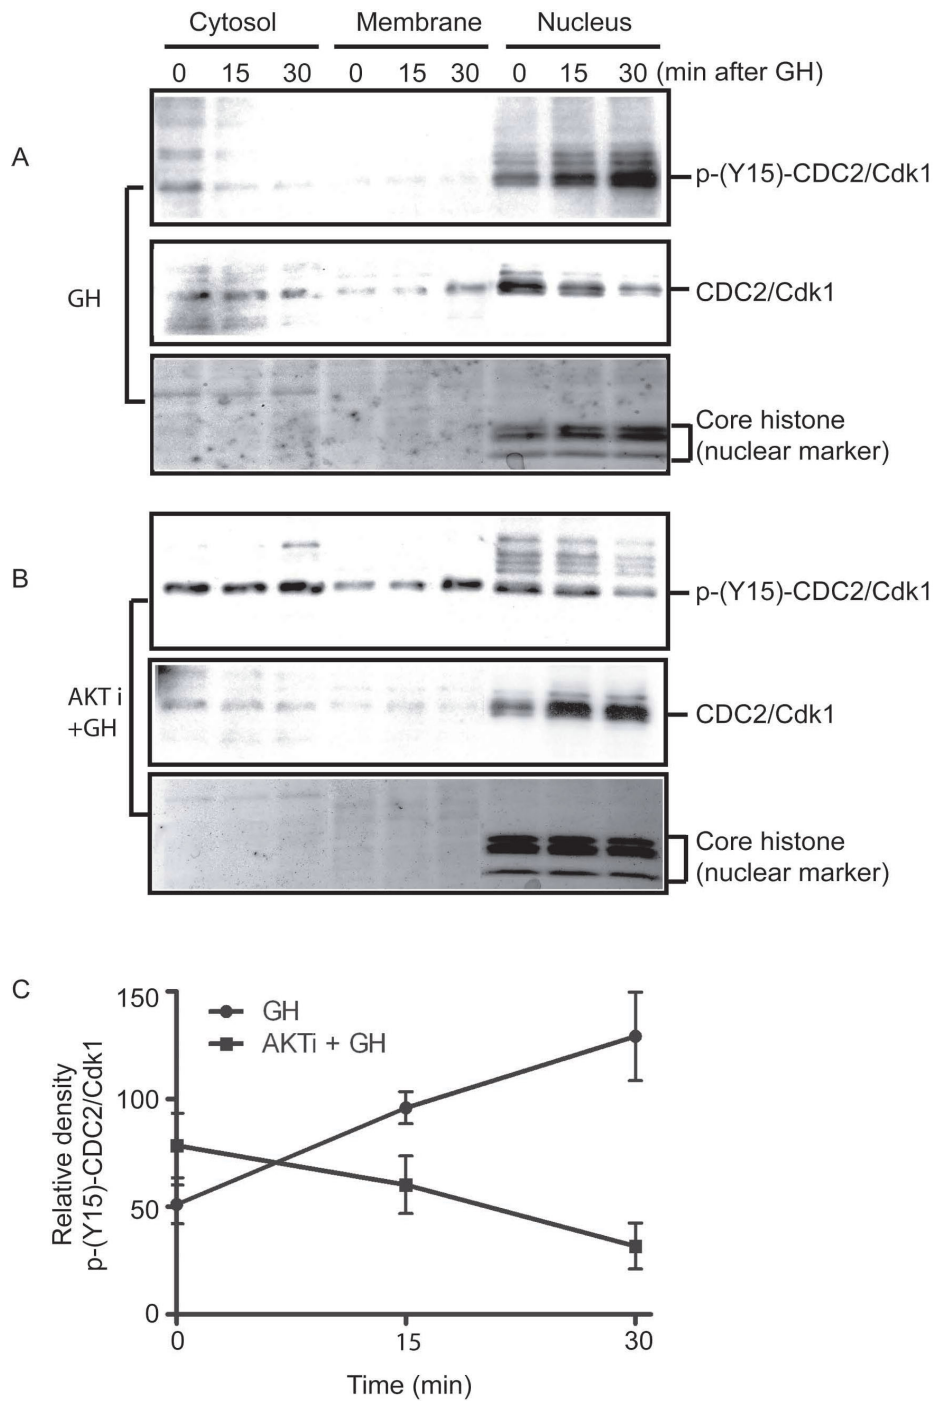 A
Cytosol Membrane Nucleus
0 15 30 0 15 30 0 15 30 (min after GH)
p-(Y15)-CDC2/Cdk1
GH
CDC2/Cdk1
Core histone
(nuclear marker)
B
p-(Y15)-CDC2/Cdk1
AKT i
+GH
CDC2/Cdk1
Core histone
(nuclear marker)
C
Relative density
p-(Y15)-CDC2/Cdk1
150
100
50
0
GH
AKTi + GH
0 15 30
Time (min)